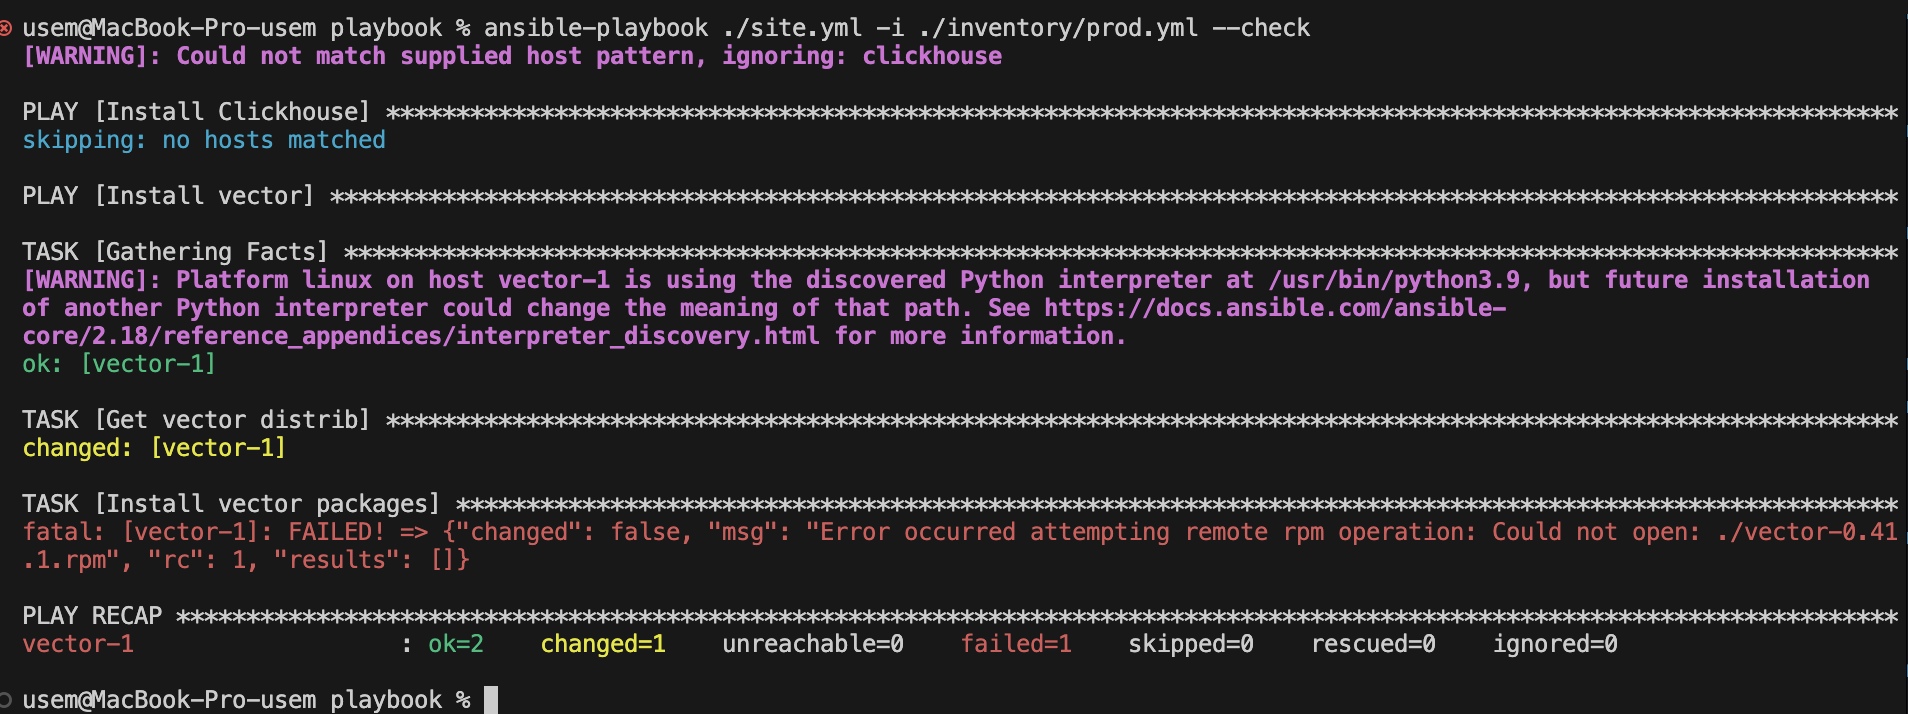 usem@MacBook-Pro-usem playbook % ansible-playbook ./site.yml -i ./inventory/prod.yml --check
[WARNING]: Could not match supplied host pattern, ignoring: clickhouse
PLAY [Install Clickhouse] ************************************************************************************************************
skipping: no hosts matched
PLAY [Install vector] ****************************************************************************************************************
TASK [Gathering Facts] ***************************************************************************************************************
[WARNING]: Platform linux on host vector-1 is using the discovered Python interpreter at /usr/bin/python3.9, but future installation
of another Python interpreter could change the meaning of that path. See https://docs.ansible.com/ansible-
core/2.18/reference_appendices/interpreter_discovery.html for more information.
ok: [vector-1]
TASK [Get vector distrib] ************************************************************************************************************
changed: [vector-1]
TASK [Install vector packages] *******************************************************************************************************
fatal: [vector-1]: FAILED! => {"changed": false, "msg": "Error occurred attempting remote rpm operation: Could not open: ./vector-0.41
.1.rpm", "rc": 1, "results": []}
PLAY RECAP ***************************************************************************************************************************
vector-1                   : ok=2    changed=1    unreachable=0    failed=1    skipped=0    rescued=0    ignored=0
usem@MacBook-Pro-usem playbook %